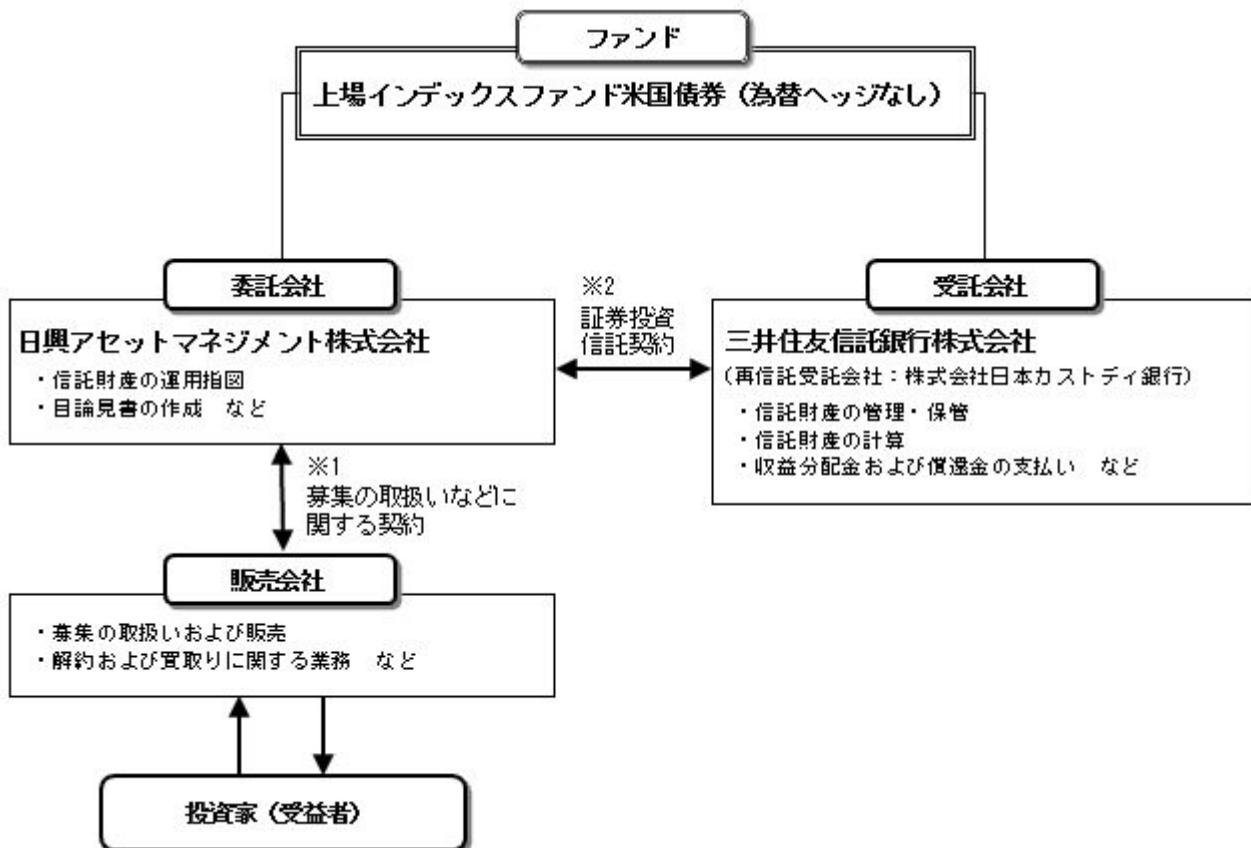 ファンド
上場インデックスファンド米国債券（為替ヘッジなし）
委託会社
日興アセットマネジメント株式会社
・信託財産の運用指図
・目論見書の作成　など
※2
証券投資
信託契約
受託会社
三井住友信託銀行株式会社
（再信託受託会社：株式会社日本カストディ銀行）
・信託財産の管理・保管
・信託財産の計算
・収益分配金および償還金の支払い　など
※1
募集の取扱いなどに
関する契約
販売会社
・募集の取扱いおよび販売
・解約および買取りに関する業務　など
投資家（受益者）